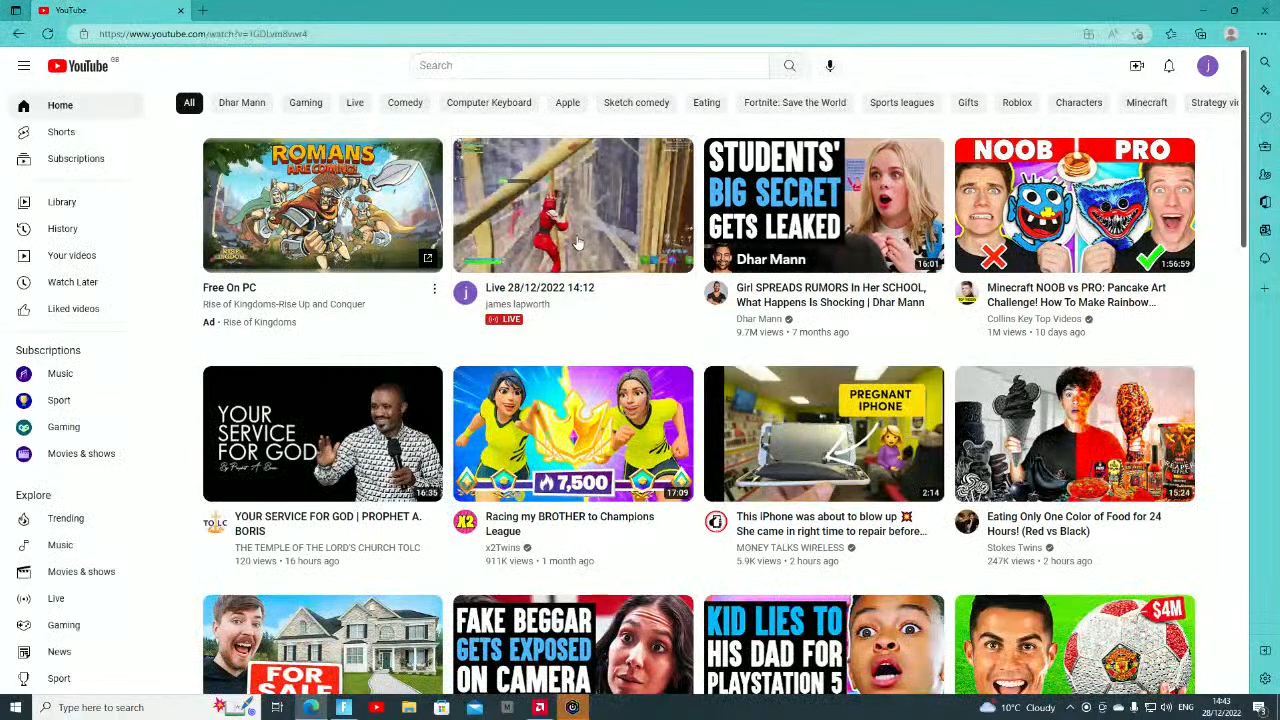 YouTube
https://www.youtube.com/watch?v=1GDLvm8vwr4
YouTube GB
Search
j
Home
Shorts
Subscriptions
Library
History
Your videos
Watch Later
Liked videos
Subscriptions
Music
Sport
Gaming
Movies & shows
Explore
Trending
Music
Movies & shows
Live
Gaming
News
Sport
All Dhar Mann Gaming Live Comedy Computer Keyboard Apple Sketch comedy Eating Fortnite: Save the World Sports leagues Gifts Roblox Characters Minecraft Strategy vi
ROMANS
ARE COMING!
Free On PC
Rise of Kingdoms-Rise Up and Conquer
Ad • Rise of Kingdoms
j
Live 28/12/2022 14:12
james lapworth
LIVE
STUDENTS'
BIG SECRET
GETS LEAKED
Dhar Mann
16:01
Girl SPREADS RUMORS In Her SCHOOL,
What Happens Is Shocking | Dhar Mann
Dhar Mann
9.7M views • 7 months ago
NOOB PRO
1:56:59
Minecraft NOOB vs PRO: Pancake Art
Challenge! How To Make Rainbow...
Collins Key Top Videos
1M views • 10 days ago
YOUR
SERVICE
FOR GOD
16:35
TOLC
YOUR SERVICE FOR GOD | PROPHET A.
BORIS
THE TEMPLE OF THE LORD'S CHURCH TOLC
120 views • 16 hours ago
7,500
17:09
X2
Racing my BROTHER to Champions
League
x2Twins
911K views • 1 month ago
PREGNANT
IPHONE
2:14
This IPhone was about to blow up 💥
She came in right time to repair before...
MONEY TALKS WIRELESS
5.9K views • 2 hours ago
15:24
Eating Only One Color of Food for 24
Hours! (Red vs Black)
Stokes Twins
247K views • 2 hours ago
FOR
SALE
FAKE BEGGAR
GETS EXPOSED
ON CAMERA
KID LIES TO
HIS DAD FOR
PLAYSTATION 5
$4M
Type here to search
10°C Cloudy
ENG
14:43
28/12/2022